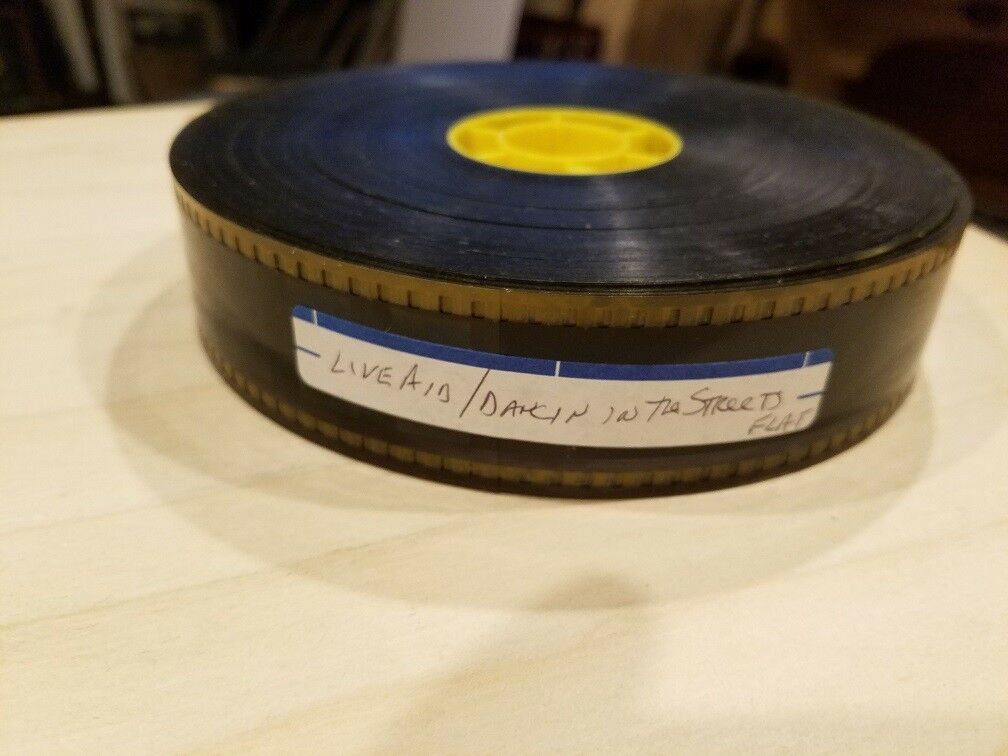 LIVE AID/DANCIN IN THE STREETS
FLAT